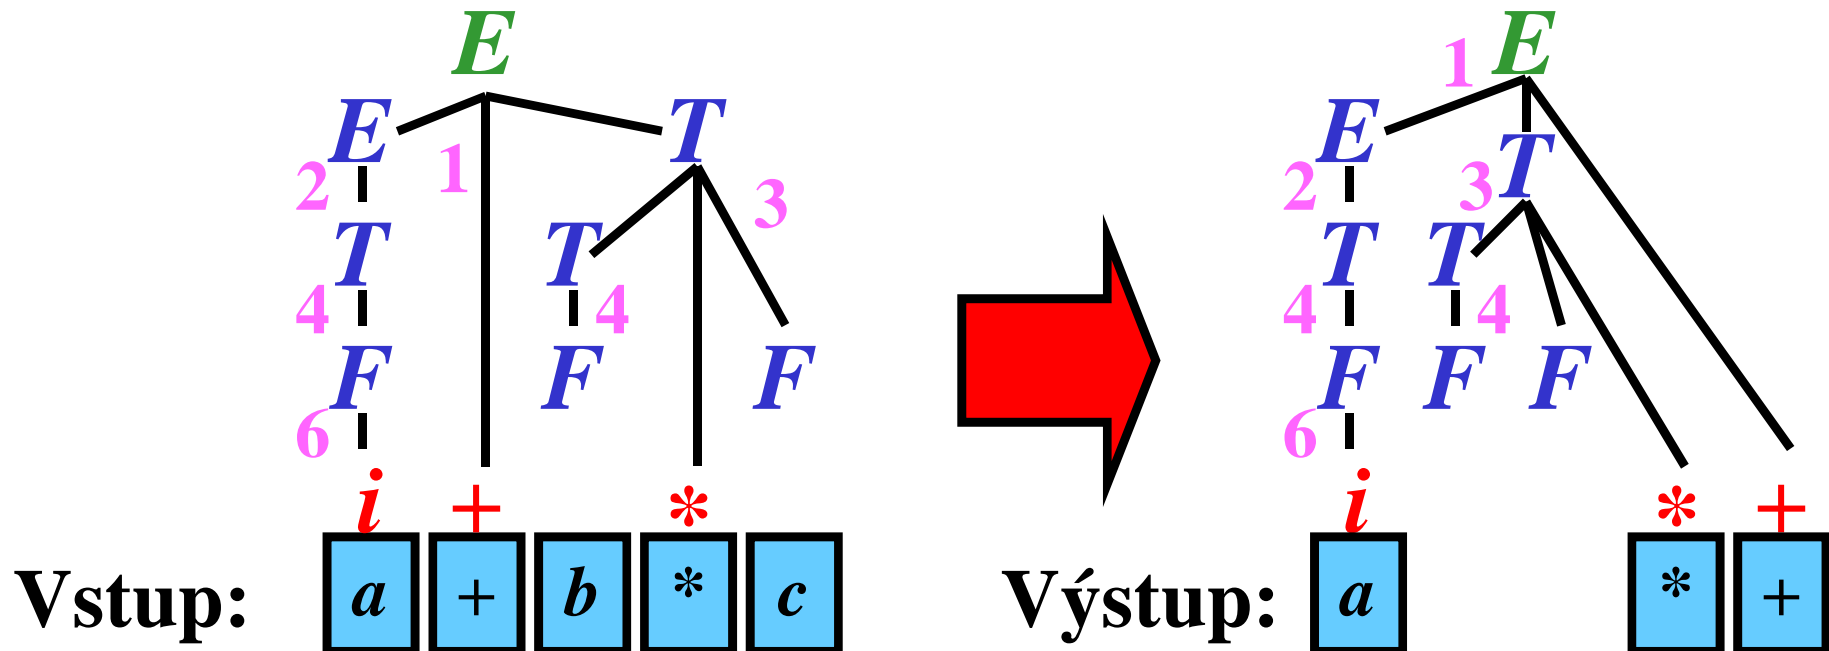 E 1 E
E T E
1 T
2 3 2 3
T T T T
4 4 4 4
F F F F F F
6 6
i + * i * +
Vstup: a + b * c Výstup: a * +